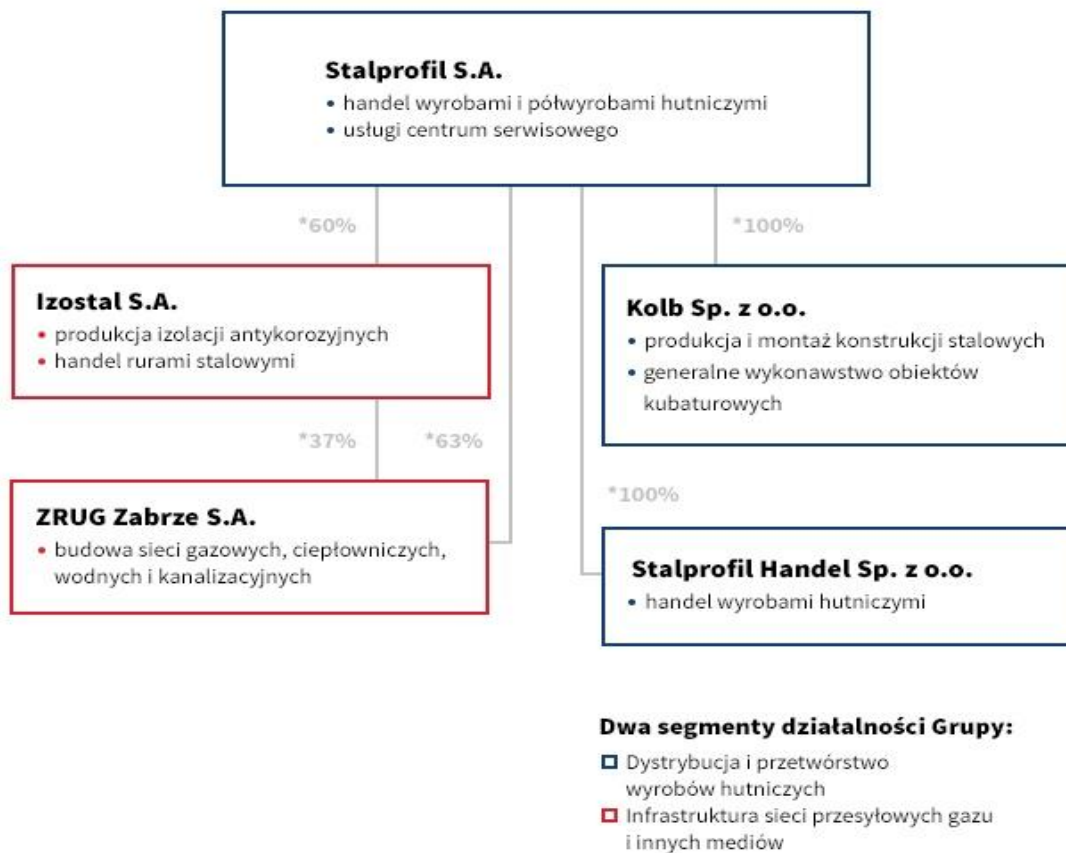 Stalprofil S.A.
• handel wyrobami i półwyrobami hutniczymi
• usługi centrum serwisowego
*60%
*100%
Izostal S.A.
• produkcja izolacji antykorozyjnych
• handel rurami stalowymi
Kolb Sp. z o.o.
• produkcja i montaż konstrukcji stalowych
• generalne wykonawstwo obiektów
kubaturowych
*37%
*63%
*100%
ZRUG Zabrze S.A.
• budowa sieci gazowych, ciepłowniczych,
wodnych i kanalizacyjnych
Stalprofil Handel Sp. z o.o.
• handel wyrobami hutniczymi
Dwa segmenty działalności Grupy:
Dystrybucja i przetwórstwo
wyrobów hutniczych
Infrastruktura sieci przesyłowych gazu
i innych mediów